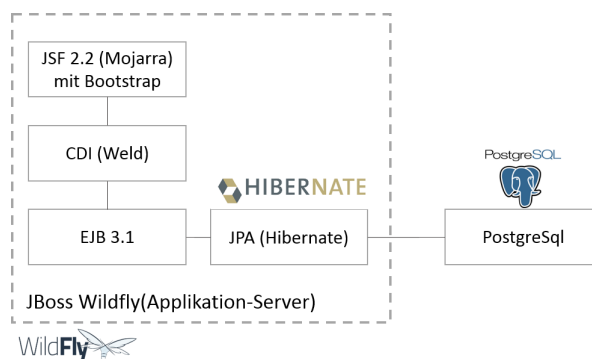 JSF 2.2 (Mojarra)
mit Bootstrap
CDI (Weld)
HIBERNATE
PostgreSQL
EJB 3.1
JPA (Hibernate)
PostgreSql
JBoss Wildfly(Applikation-Server)
WildFly